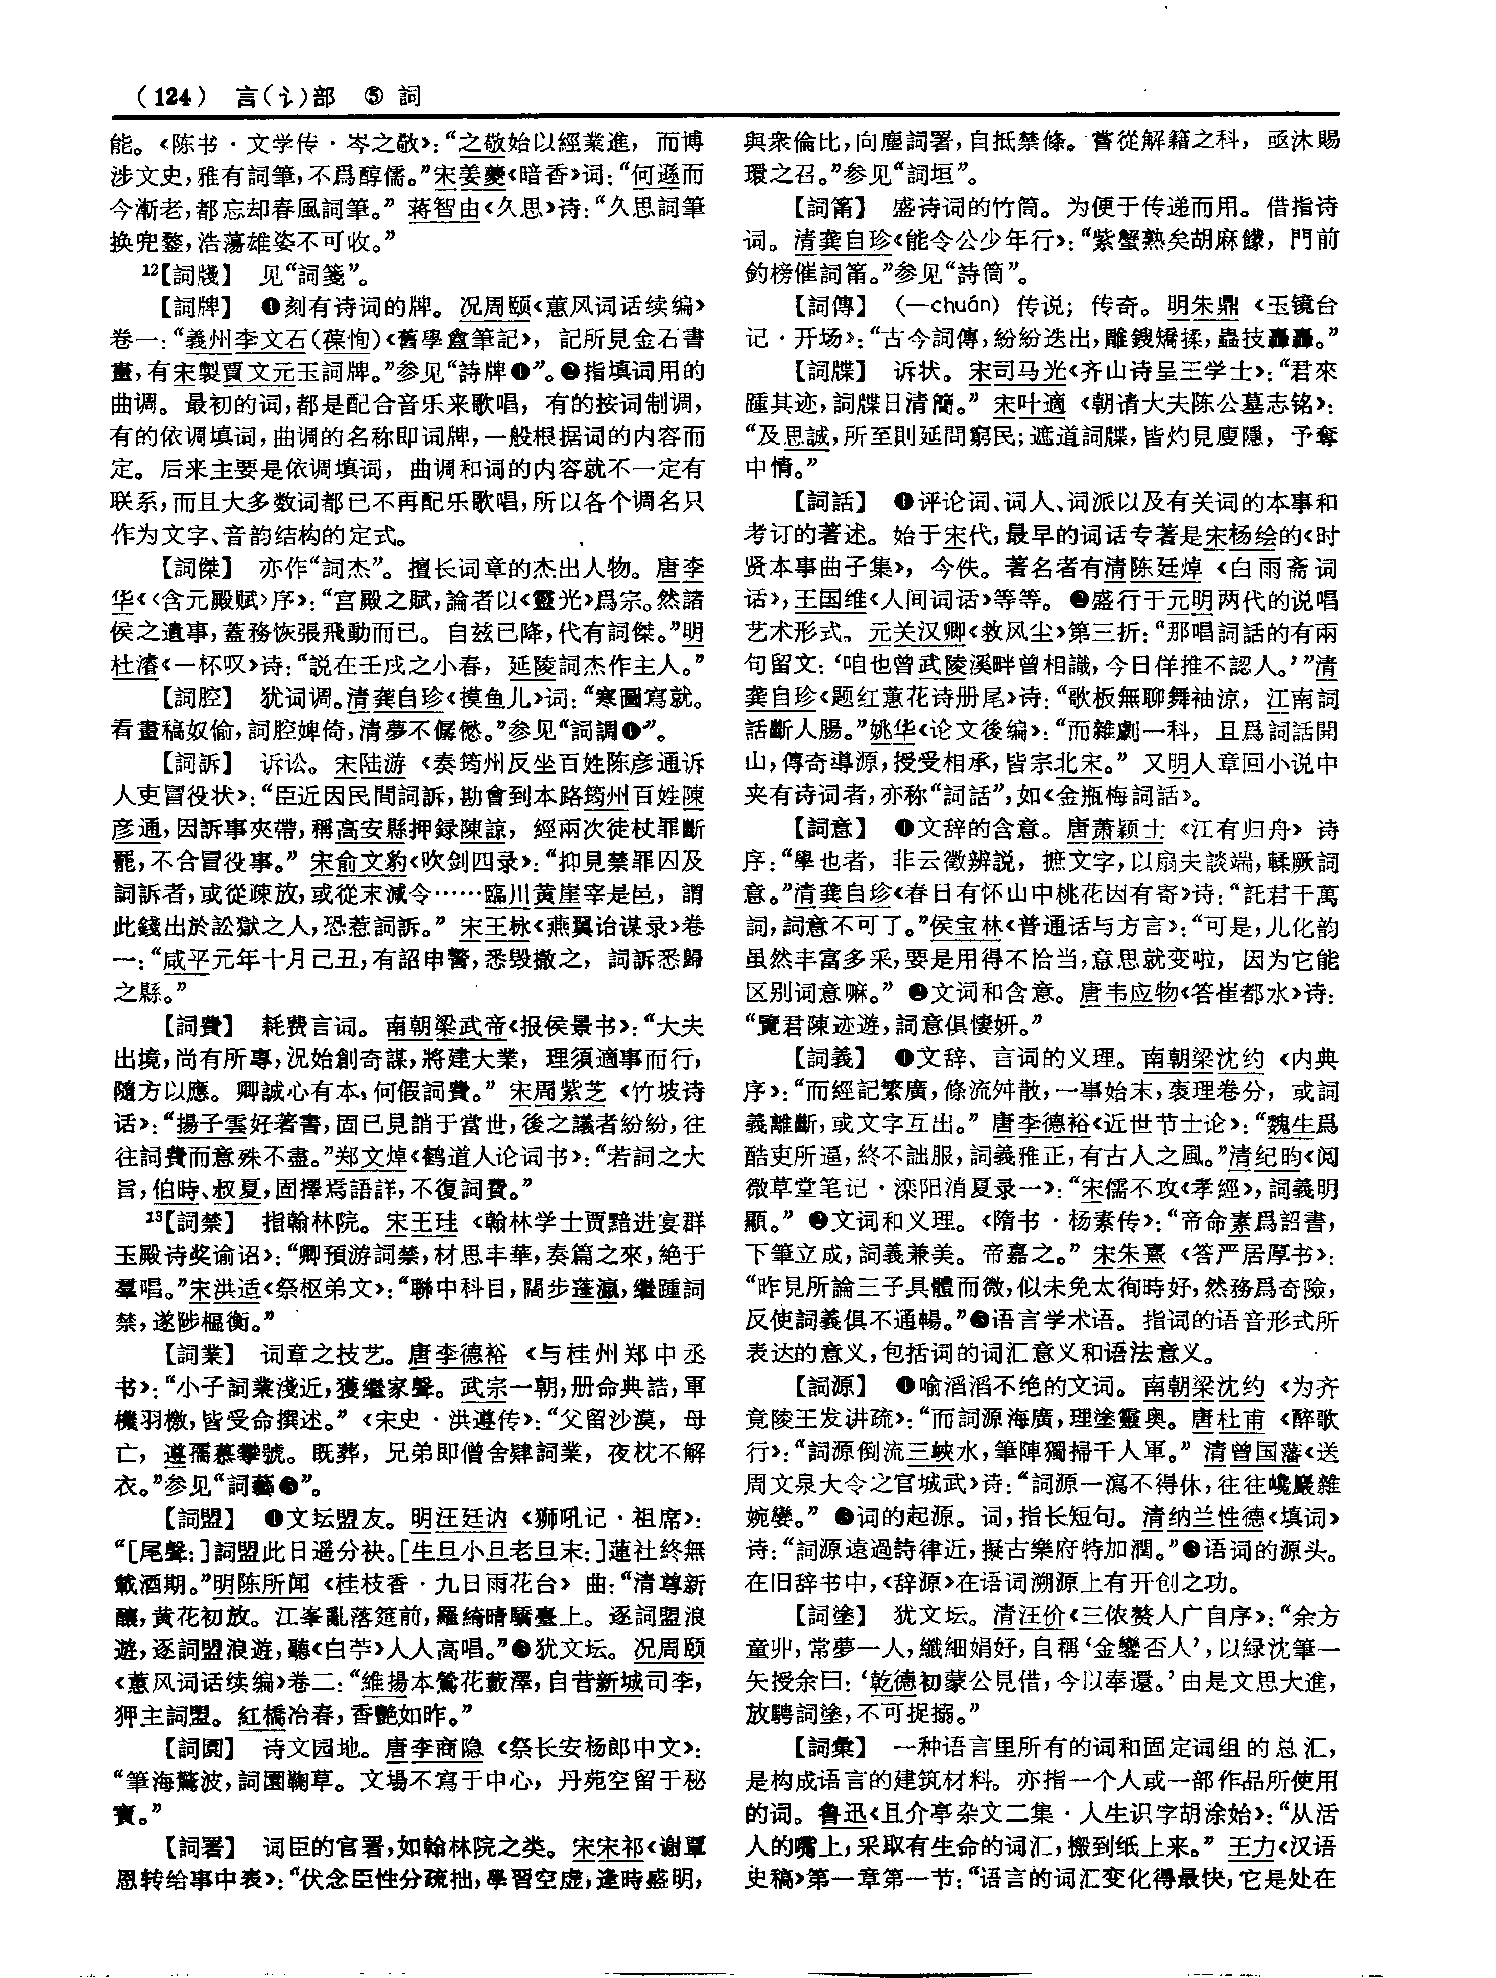 (124) 言(讠)部 ⑤ 詞
能。《陈书·文学传·岑之敬》：“之敬始以經業進，而博
涉文史，雅有詞筆，不爲醇儒。”宋姜夔《暗香》词：“何遜而
今漸老，都忘却春風詞筆。”蒋智由《久思》诗：“久思詞筆
换兜鍪，浩蕩雄姿不可收。”
12【詞牋】 见“詞箋”。
【詞牌】 ❶刻有诗词的牌。况周颐《蕙风词话续编》
卷一：“義州李文石(葆恂)《舊學盦筆記》，記所見金石書
畫，有宋製賈文元玉詞牌。”参见“詩牌❶”。❷指填词用的
曲调。最初的词，都是配合音乐来歌唱，有的按词制调，
有的依调填词，曲调的名称即词牌，一般根据词的内容而
定。后来主要是依调填词，曲调和词的内容就不一定有
联系，而且大多数词都已不再配乐歌唱，所以各个调名只
作为文字、音韵结构的定式。
【詞傑】 亦作“詞杰”。擅长词章的杰出人物。唐李
华《〈含元殿赋〉序》：“宫殿之賦，論者以《靈光》爲宗。然諸
侯之遺事，蓋務恢張飛動而已。自兹已降，代有詞傑。”明
杜濬《一杯叹》诗：“説在壬戌之小春，延陵詞杰作主人。”
【詞腔】 犹词调。清龚自珍《摸鱼儿》词：“寒圖寫就。
看畫稿奴偷，詞腔婢倚，清夢不僝僽。”参见“詞調❶”。
【詞訴】 诉讼。宋陆游《奏筠州反坐百姓陈彦通诉
人吏冒役状》：“臣近因民間詞訴，勘會到本路筠州百姓陳
彦通，因訴事夾帶，稱高安縣押録陳諒，經兩次徒杖罪斷
罷，不合冒役事。”宋俞文豹《吹剑四录》：“抑見禁罪囚及
詞訴者，或從疎放，或從末減令……臨川黄崖宰是邑，謂
此錢出於訟獄之人，恐惹詞訴。”宋王栐《燕翼诒谋录》卷
一：“咸平元年十月己丑，有詔申警，悉毁撤之，詞訴悉歸
之縣。”
【詞費】 耗费言词。南朝梁武帝《报侯景书》：“大夫
出境，尚有所專，況始創奇謀，將建大業，理須適事而行，
隨方以應。卿誠心有本，何假詞費。”宋周紫芝《竹坡诗
话》：“揚子雲好著書，固已見誚于當世，後之議者紛紛，往
往詞費而意殊不盡。”郑文焯《鹤道人论词书》：“若詞之大
旨，伯時、叔夏，固擇焉語詳，不復詞費。”
13【詞禁】 指翰林院。宋王珪《翰林学士贾黯进宴群
玉殿诗奖谕诏》：“卿預游詞禁，材思丰華，奏篇之來，絶于
羣唱。”宋洪适《祭枢弟文》：“聯中科目，闊步蓬瀛，繼踵詞
禁，遂陟樞衡。”
【詞業】 词章之技艺。唐李德裕《与桂州郑中丞
书》：“小子詞業淺近，獲繼家聲。武宗一朝，册命典誥，軍
機羽檄，皆受命撰述。”《宋史·洪遵传》：“父留沙漠，母
亡，遵孺慕攀號。既葬，兄弟即僧舍肄詞業，夜枕不解
衣。”参见“詞藝❸”。
【詞盟】 ❶文坛盟友。明汪廷讷《狮吼记·祖席》：
“[尾聲：]詞盟此日遥分袂。[生旦小旦老旦末：]蓮社終無
載酒期。”明陈所闻《桂枝香·九日雨花台》曲：“清尊新
釀，黄花初放。江峯亂落筵前，羅綺晴驕臺上。逐詞盟浪
遊，逐詞盟浪遊，聽《白苧》人人高唱。”❷犹文坛。况周颐
《蕙风词话续编》卷二：“維揚本鶯花藪澤，自昔新城司李，
狎主詞盟。紅橋冶春，香艷如昨。”
【詞園】 诗文园地。唐李商隐《祭长安杨郎中文》：
“筆海驚波，詞園鞠草。文場不寫于中心，丹苑空留于秘
寶。”
【詞署】 词臣的官署，如翰林院之类。宋宋祁《谢覃
恩转给事中表》：“伏念臣性分疏拙，學習空虚，逢時盛明，
與衆倫比，向塵詞署，自抵禁條。嘗從解籍之科，亟沐賜
環之召。”参见“詞垣”。
【詞筩】 盛诗词的竹筒。为便于传递而用。借指诗
词。清龚自珍《能令公少年行》：“紫蟹熟矣胡麻饛，門前
釣榜催詞筩。”参见“詩筒”。
【詞傳】 (—chuán) 传说；传奇。明朱鼎《玉镜台
记·开场》：“古今詞傳，紛紛迭出，雕鎪矯揉，蟲技轟轟。”
【詞牒】 诉状。宋司马光《齐山诗呈王学士》：“君來
踵其迹，詞牒日清簡。”宋叶適《朝请大夫陈公墓志铭》：
“及思誠，所至則延問窮民；遮道詞牒，皆灼見廋隱，予奪
中情。”
【詞話】 ❶评论词、词人、词派以及有关词的本事和
考订的著述。始于宋代，最早的词话专著是宋杨绘的《时
贤本事曲子集》，今佚。著名者有清陈廷焯《白雨斋词
话》，王国维《人间词话》等等。❷盛行于元明两代的说唱
艺术形式。元关汉卿《救风尘》第三折：“那唱詞話的有兩
句留文：‘咱也曾武陵溪畔曾相識，今日佯推不認人。’”清
龚自珍《题红蕙花诗册尾》诗：“歌板無聊舞袖涼，江南詞
話斷人腸。”姚华《论文後编》：“而雜劇一科，且爲詞話開
山，傳奇導源，授受相承，皆宗北宋。”又明人章回小说中
夹有诗词者，亦称“詞話”，如《金瓶梅詞話》。
【詞意】 ❶文辞的含意。唐萧颖士《江有归舟》诗
序：“學也者，非云徵辨説，摭文字，以扇夫談端，輮厥詞
意。”清龚自珍《春日有怀山中桃花因有寄》诗：“託君千萬
詞，詞意不可了。”侯宝林《普通话与方言》：“可是，儿化韵
虽然丰富多采，要是用得不恰当，意思就变啦，因为它能
区别词意嘛。”❷文词和含意。唐韦应物《答崔都水》诗：
“覽君陳迹遊，詞意俱悽妍。”
【詞義】 ❶文辞、言词的义理。南朝梁沈约《内典
序》：“而經記繁廣，條流舛散，一事始末，衷理卷分，或詞
義離斷，或文字互出。”唐李德裕《近世节士论》：“魏生爲
酷吏所逼，終不詘服，詞義雅正，有古人之風。”清纪昀《阅
微草堂笔记·滦阳消夏录一》：“宋儒不攻《孝經》，詞義明
顯。”❷文词和义理。《隋书·杨素传》：“帝命素爲詔書，
下筆立成，詞義兼美。帝嘉之。”宋朱熹《答严居厚书》：
“昨見所論三子具體而微，似未免太徇時好，然務爲奇險，
反使詞義俱不通暢。”❸语言学术语。指词的语音形式所
表达的意义，包括词的词汇意义和语法意义。
【詞源】 ❶喻滔滔不绝的文词。南朝梁沈约《为齐
竟陵王发讲疏》：“而詞源海廣，理塗靈奥。唐杜甫《醉歌
行》：“詞源倒流三峽水，筆陣獨掃千人軍。”清曾国藩《送
周文泉大令之官城武》诗：“詞源一瀉不得休，往往巉巖雜
婉孌。”❷词的起源。词，指长短句。清纳兰性德《填词》
诗：“詞源遠過詩律近，擬古樂府特加潤。”❸语词的源头。
在旧辞书中，《辞源》在语词溯源上有开创之功。
【詞塗】 犹文坛。清汪价《三侬赘人广自序》：“余方
童丱，常夢一人，纖細娟好，自稱‘金鑾否人’，以緑沈筆一
矢授余曰：‘乾德初蒙公見借，今以奉還。’由是文思大進，
放騁詞塗，不可捉搦。”
【詞彙】 一种语言里所有的词和固定词组的总汇，
是构成语言的建筑材料。亦指一个人或一部作品所使用
的词。鲁迅《且介亭杂文二集·人生识字胡涂始》：“从活
人的嘴上，采取有生命的词汇，搬到纸上来。”王力《汉语
史稿》第一章第一节：“语言的词汇变化得最快，它是处在